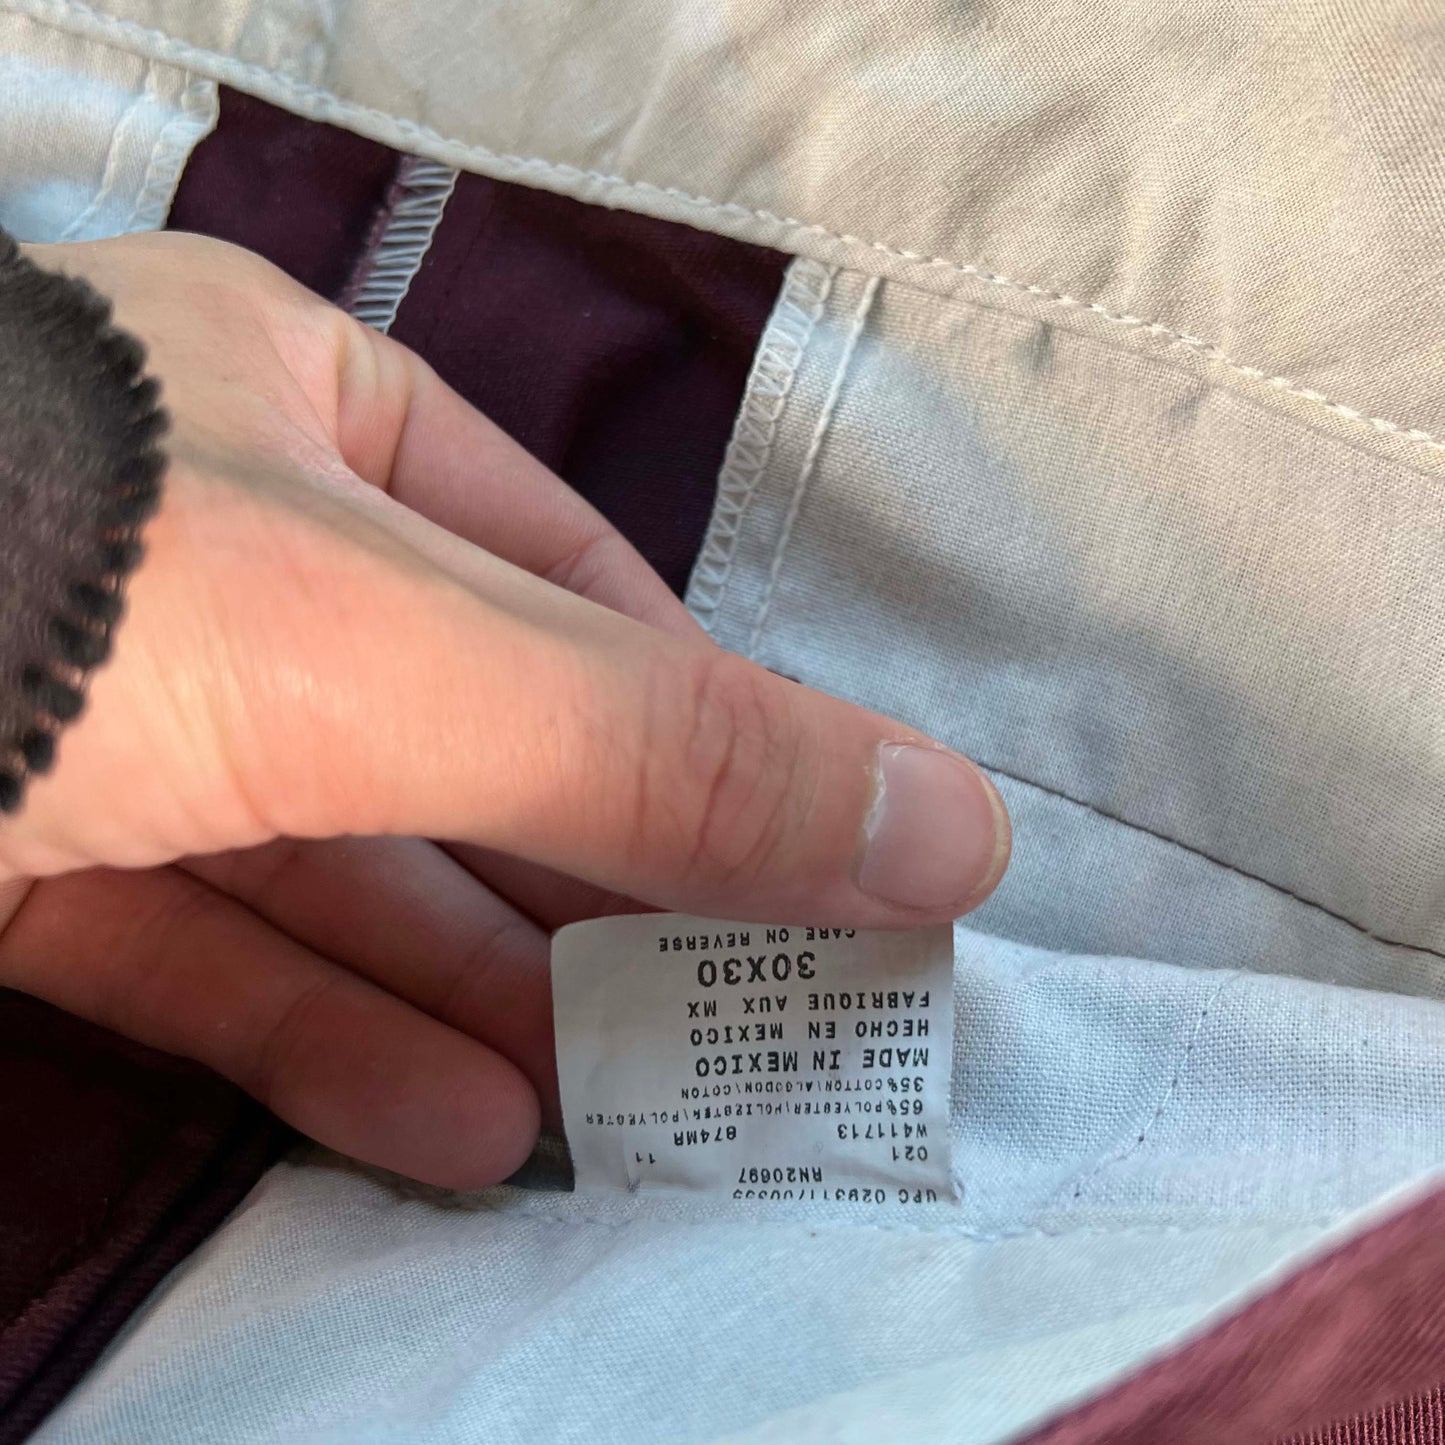 CARE ON REVERSE
30X30
FABRIQUE AUX MX
HECHO EN MEXICO
MADE IN MEXICO
35%COTTON\ALGODON\COTON
65%POLYESTER\POLIESTER\POLYESTER
W411713 874MR
021 11
RN20697
UPC